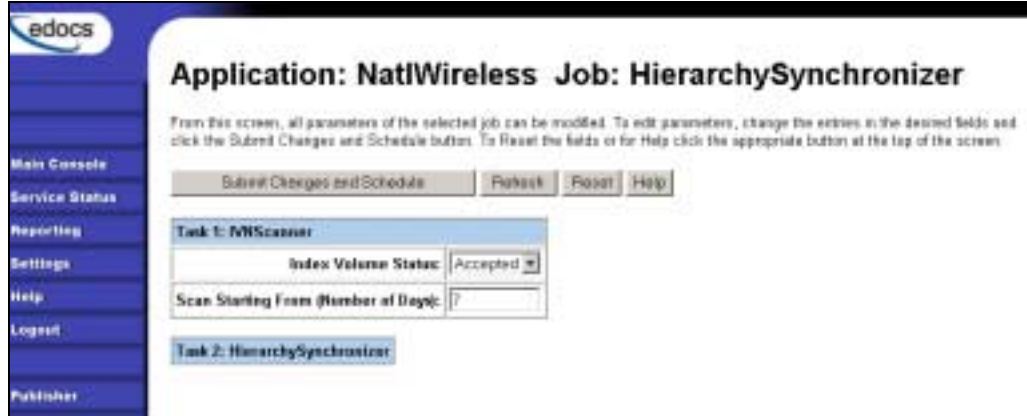 edocs
Application: NatlWireless Job: HierarchySynchronizer
From this screen, all parameters of the selected job can be modified. To edit parameters, change the entries in the desired fields and
click the Submit Changes and Schedule button. To Reset the fields or for Help click the appropriate button at the top of the screen.
Submit Changes and Schedule Refresh Reset Help
Main Console
Service Status
Reporting
Settings
Help
Logout
Publisher
Task 1: IVNScanner
Index Volume Status: Accepted
Scan Starting From (Number of Days): 7
Task 2: HierarchySynchronizer